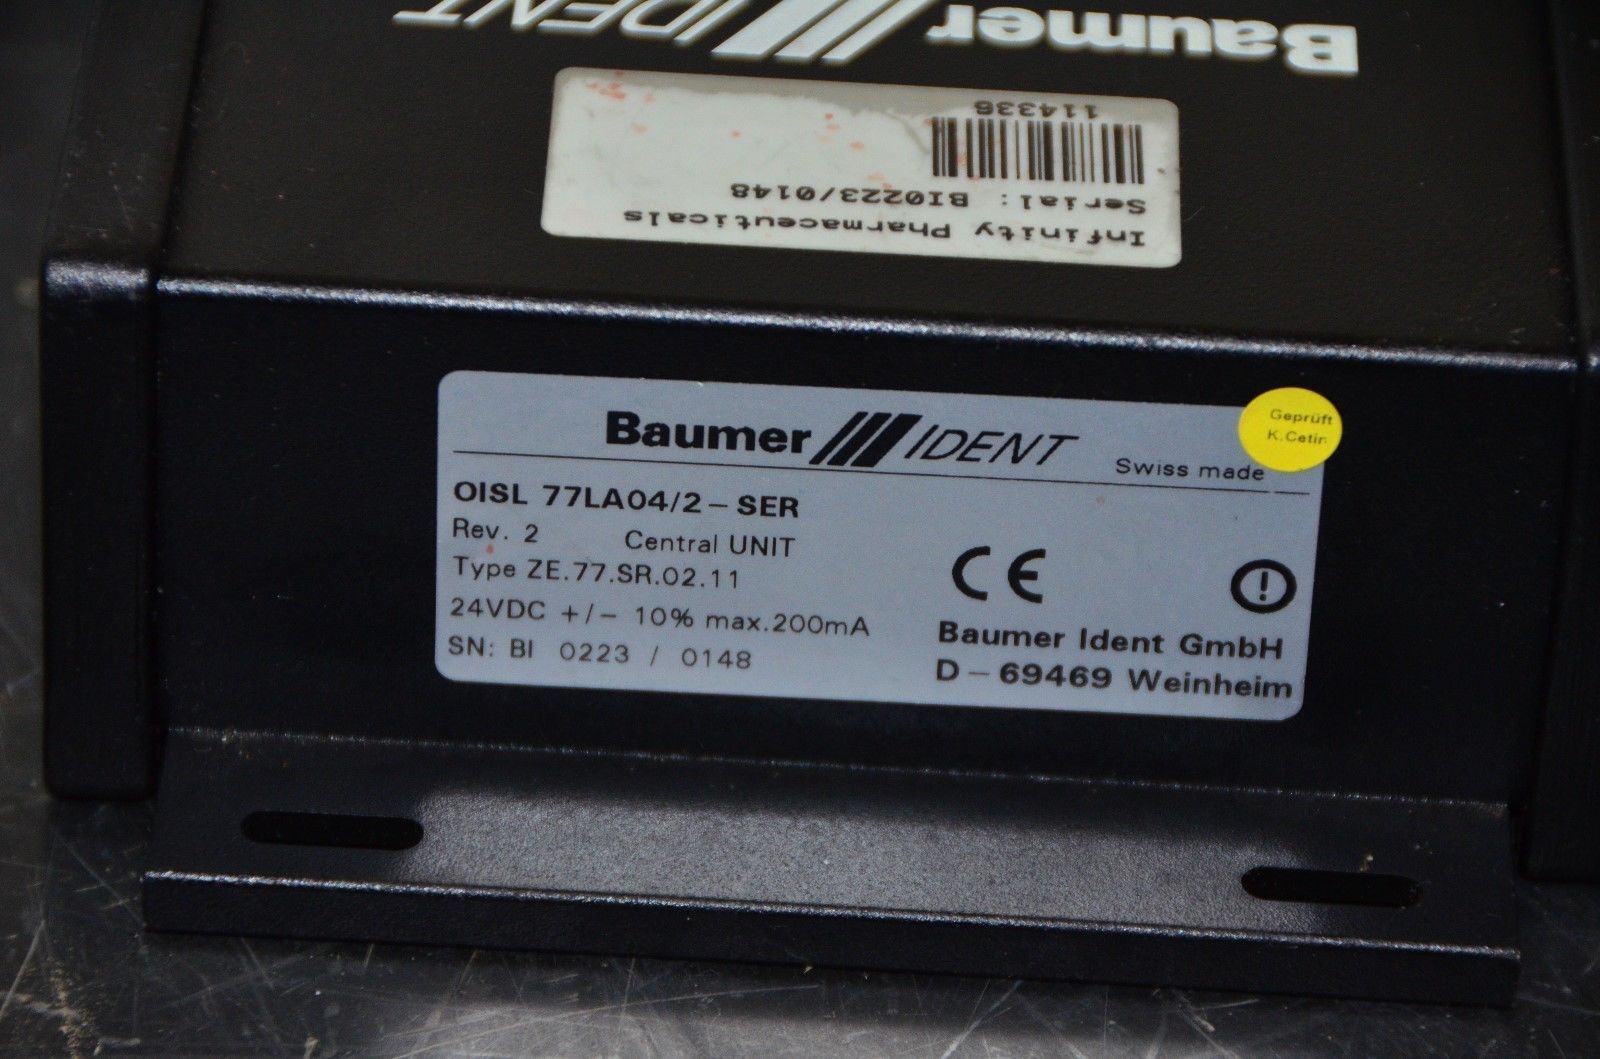 Baumer IDENT
Infinity Pharmaceuticals
Serial: BI0223/0148
114336
Baumer IDENT
Swiss made
Geprüft
OISL 77LA04/2-SER
Rev. 2 Central UNIT
Type ZE.77.SR.02.11
24VDC +/- 10% max.200mA
SN: BI 0223 / 0148
CE
Baumer Ident GmbH
D-69469 Weinheim